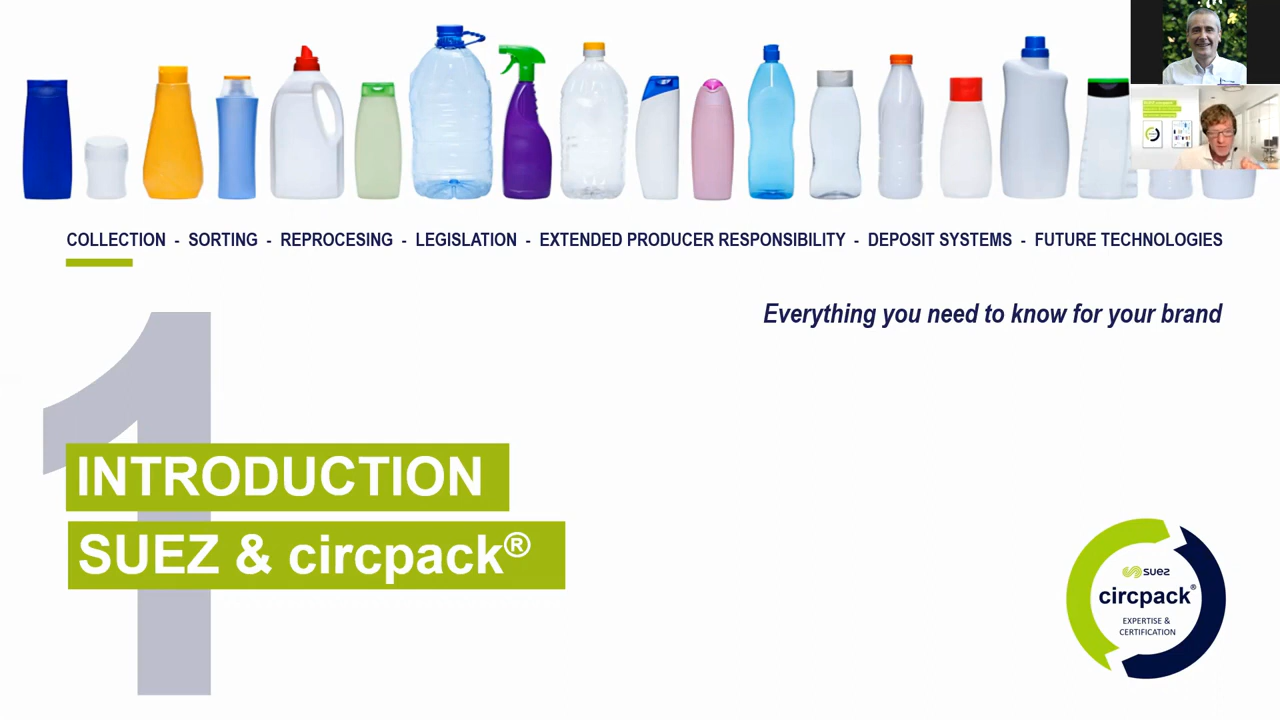 COLLECTION - SORTING - REPROCESING - LEGISLATION - EXTENDED PRODUCER RESPONSIBILITY - DEPOSIT SYSTEMS - FUTURE TECHNOLOGIES
Everything you need to know for your brand
1
INTRODUCTION
SUEZ & circpack®
suez
circpack®
EXPERTISE &
CERTIFICATION